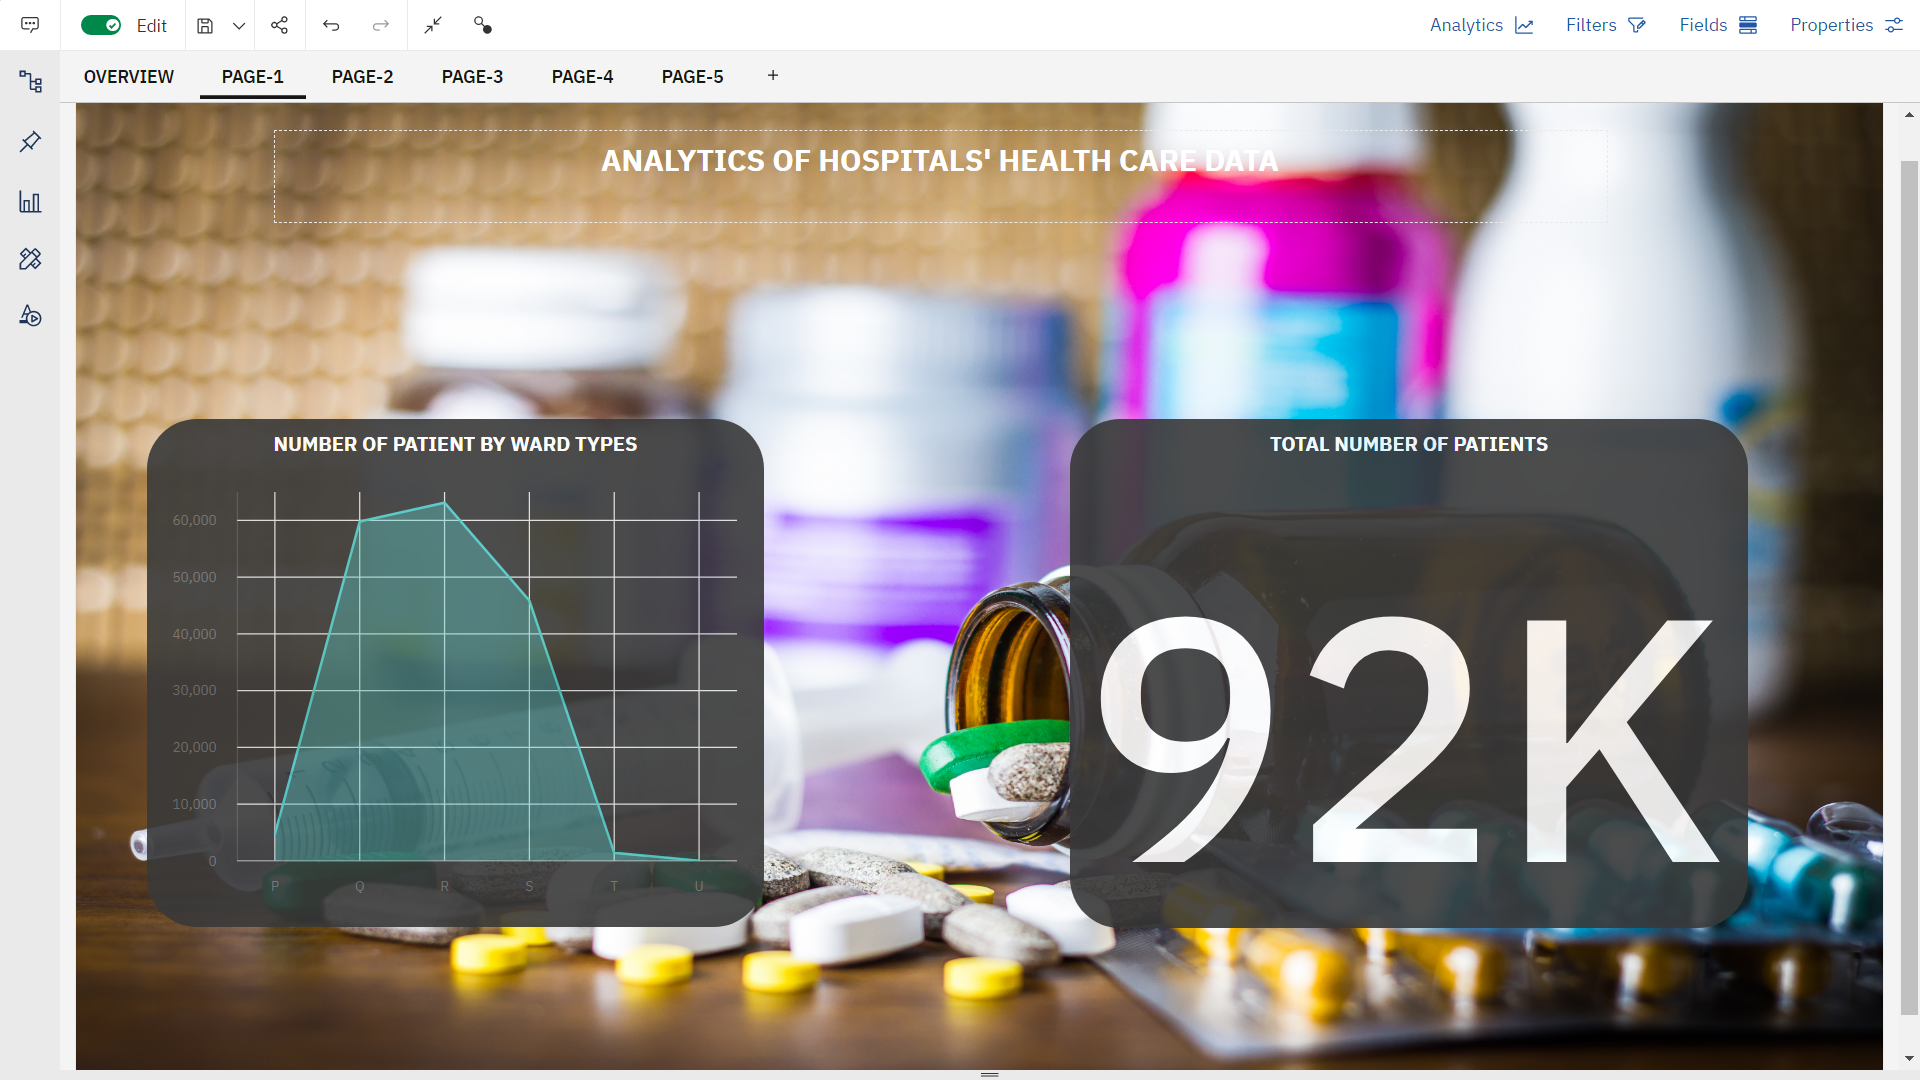 Edit
Analytics
Filters
Fields
Properties
OVERVIEW
PAGE-1
PAGE-2
PAGE-3
PAGE-4
PAGE-5
+
ANALYTICS OF HOSPITALS' HEALTH CARE DATA
NUMBER OF PATIENT BY WARD TYPES
60,000
50,000
40,000
30,000
20,000
10,000
0
P
Q
R
S
T
U
TOTAL NUMBER OF PATIENTS
92K